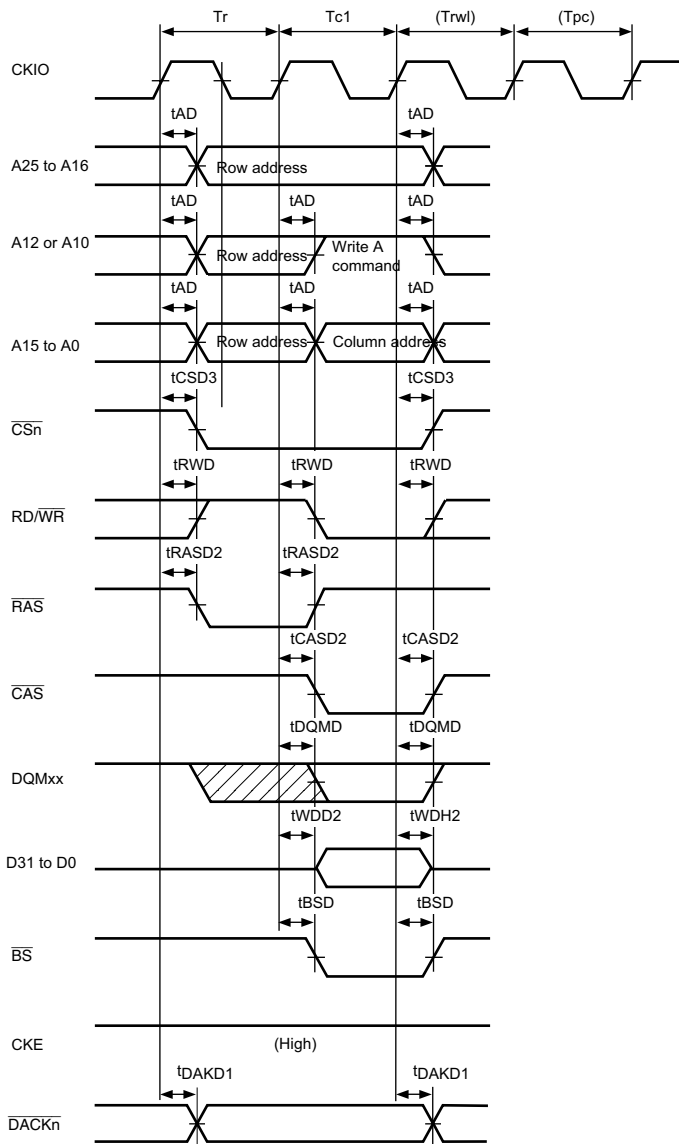 Tr Tc1 (Trwl) (Tpc)
CKIO
tAD tAD
A25 to A16 Row address
tAD tAD tAD
A12 or A10 Row address Write A command
tAD tAD tAD
A15 to A0 Row address Column address
tCSD3 tCSD3
CSn
tRWD tRWD tRWD
RD/WR
tRASD2 tRASD2
RAS
tCASD2 tCASD2
CAS
tDQMD tDQMD
DQMxx
tWDD2 tWDH2
D31 to D0
tBSD tBSD
BS
CKE (High)
tDAKD1 tDAKD1
DACKn